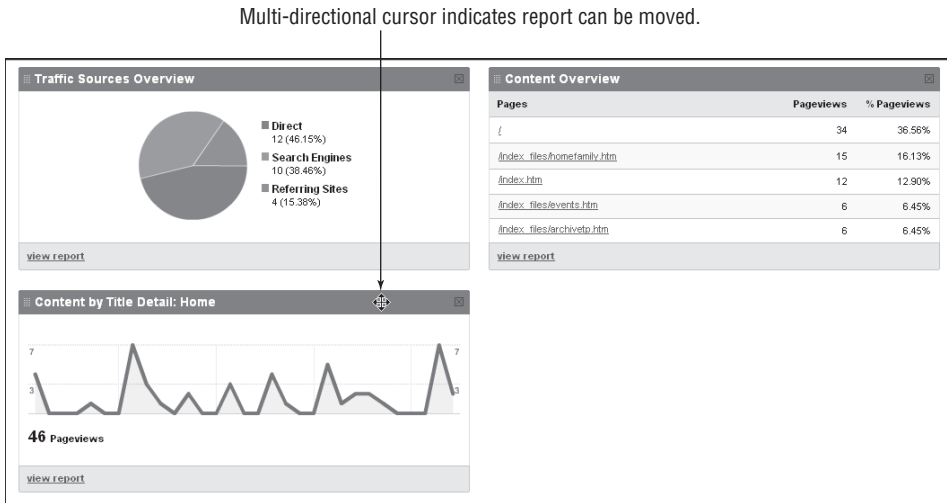 Multi-directional cursor indicates report can be moved.
Traffic Sources Overview
Direct
12 (46.15%)
Search Engines
10 (38.46%)
Referring Sites
4 (15.38%)
view report
Content Overview
Pages Pageviews % Pageviews
/ 34 36.56%
/index_files/homefamily.htm 15 16.13%
/index.htm 12 12.90%
/index_files/events.htm 6 6.45%
/index_files/archivetp.htm 6 6.45%
view report
Content by Title Detail: Home
7 7
3 3
46 Pageviews
view report